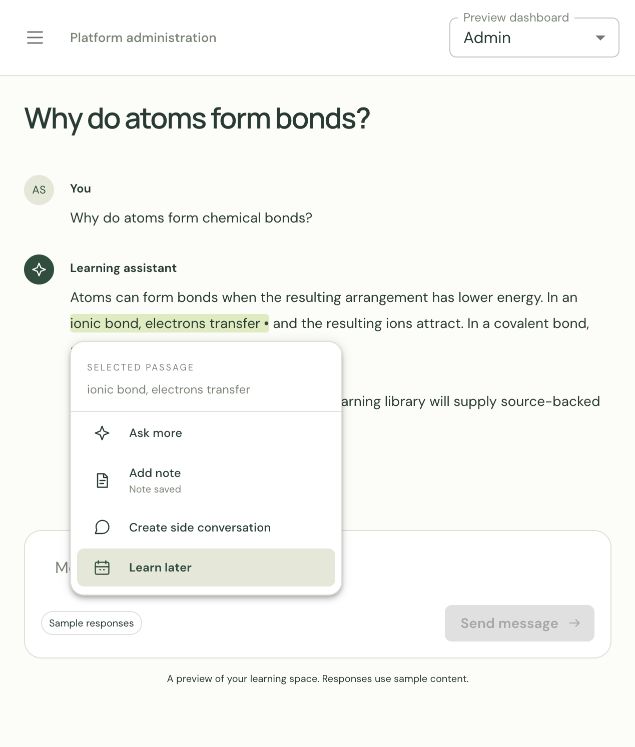 Preview dashboard
Platform administration
Admin
Why do atoms form bonds?
AS
You
Why do atoms form chemical bonds?
Learning assistant
Atoms can form bonds when the resulting arrangement has lower energy. In an
ionic bond, electrons transfer • and the resulting ions attract. In a covalent bond,
SELECTED PASSAGE
ionic bond, electrons transfer
library will supply source-backed
Ask more
Add note
Note saved
Create side conversation
Learn later
Sample responses
Send message
A preview of your learning space. Responses use sample content.